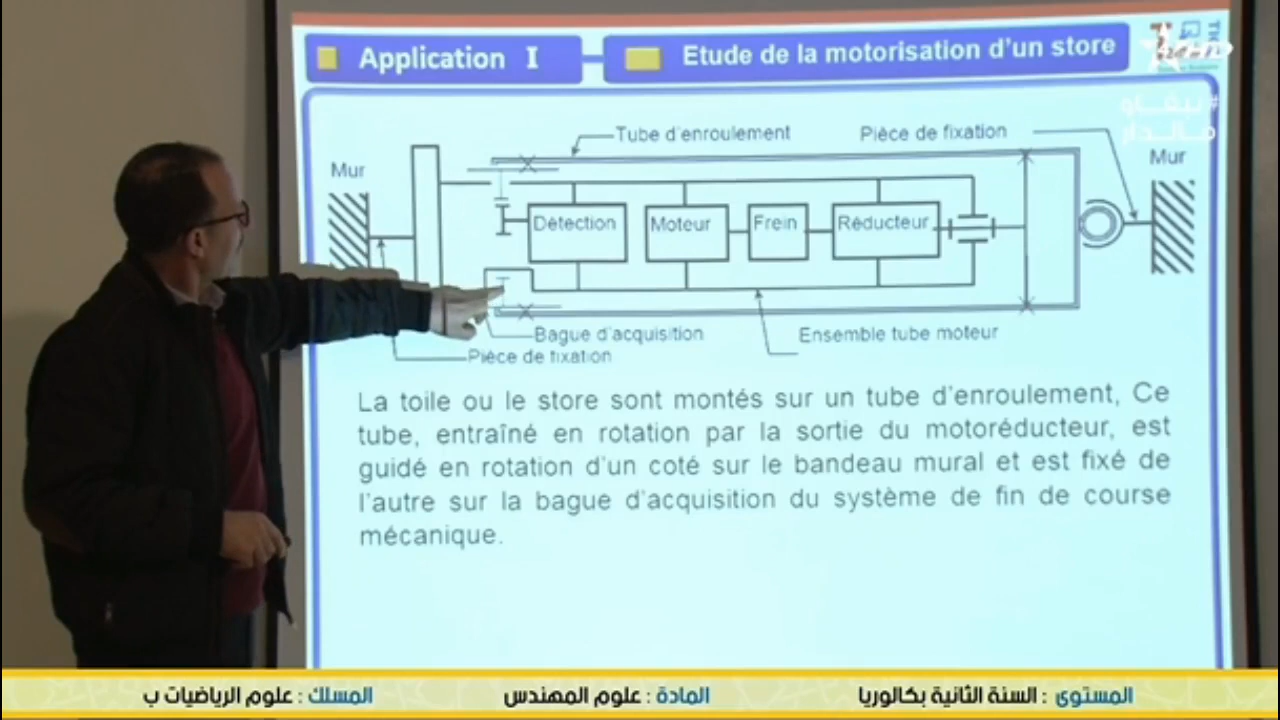 Application I
Etude de la motorisation d'un store
#نبقاو
فالدار
Tube d'enroulement
Pièce de fixation
Mur
Mur
Détection
Moteur
Frein
Réducteur
Bague d'acquisition
Ensemble tube moteur
Pièce de fixation
La toile ou le store sont montés sur un tube d'enroulement, Ce
tube, entraîné en rotation par la sortie du motoréducteur, est
guidé en rotation d'un coté sur le bandeau mural et est fixé de
l'autre sur la bague d'acquisition du système de fin de course
mécanique.
المستوى : السنة الثانية بكالوريا
المادة : علوم المهندس
المسلك : علوم الرياضيات ب